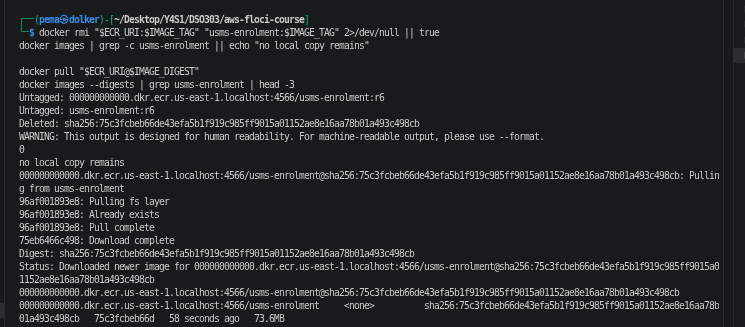 ┌──(pema㉿dolker)-[~/Desktop/Y4S1/DSO303/aws-floci-course]
└─$ docker rmi "$ECR_URI:$IMAGE_TAG" "usms-enrolment:$IMAGE_TAG" 2>/dev/null || true
docker images | grep -c usms-enrolment || echo "no local copy remains"
docker pull "$ECR_URI@$IMAGE_DIGEST"
docker images --digests | grep usms-enrolment | head -3
Untagged: 000000000000.dkr.ecr.us-east-1.localhost:4566/usms-enrolment:r6
Untagged: usms-enrolment:r6
Deleted: sha256:75c3fcbeb66de43efa5b1f919c985ff9015a01152ae8e16aa78b01a493c498cb
WARNING: This output is designed for human readability. For machine-readable output, please use --format.
0
no local copy remains
000000000000.dkr.ecr.us-east-1.localhost:4566/usms-enrolment@sha256:75c3fcbeb66de43efa5b1f919c985ff9015a01152ae8e16aa78b01a493c498cb: Pullin
g from usms-enrolment
96af001893e8: Pulling fs layer
96af001893e8: Already exists
96af001893e8: Pull complete
75eb6466c498: Download complete
Digest: sha256:75c3fcbeb66de43efa5b1f919c985ff9015a01152ae8e16aa78b01a493c498cb
Status: Downloaded newer image for 000000000000.dkr.ecr.us-east-1.localhost:4566/usms-enrolment@sha256:75c3fcbeb66de43efa5b1f919c985ff9015a0
1152ae8e16aa78b01a493c498cb
000000000000.dkr.ecr.us-east-1.localhost:4566/usms-enrolment@sha256:75c3fcbeb66de43efa5b1f919c985ff9015a01152ae8e16aa78b01a493c498cb
000000000000.dkr.ecr.us-east-1.localhost:4566/usms-enrolment     <none>          sha256:75c3fcbeb66de43efa5b1f919c985ff9015a01152ae8e16aa78b
01a493c498cb   75c3fcbeb66d   58 seconds ago   73.6MB